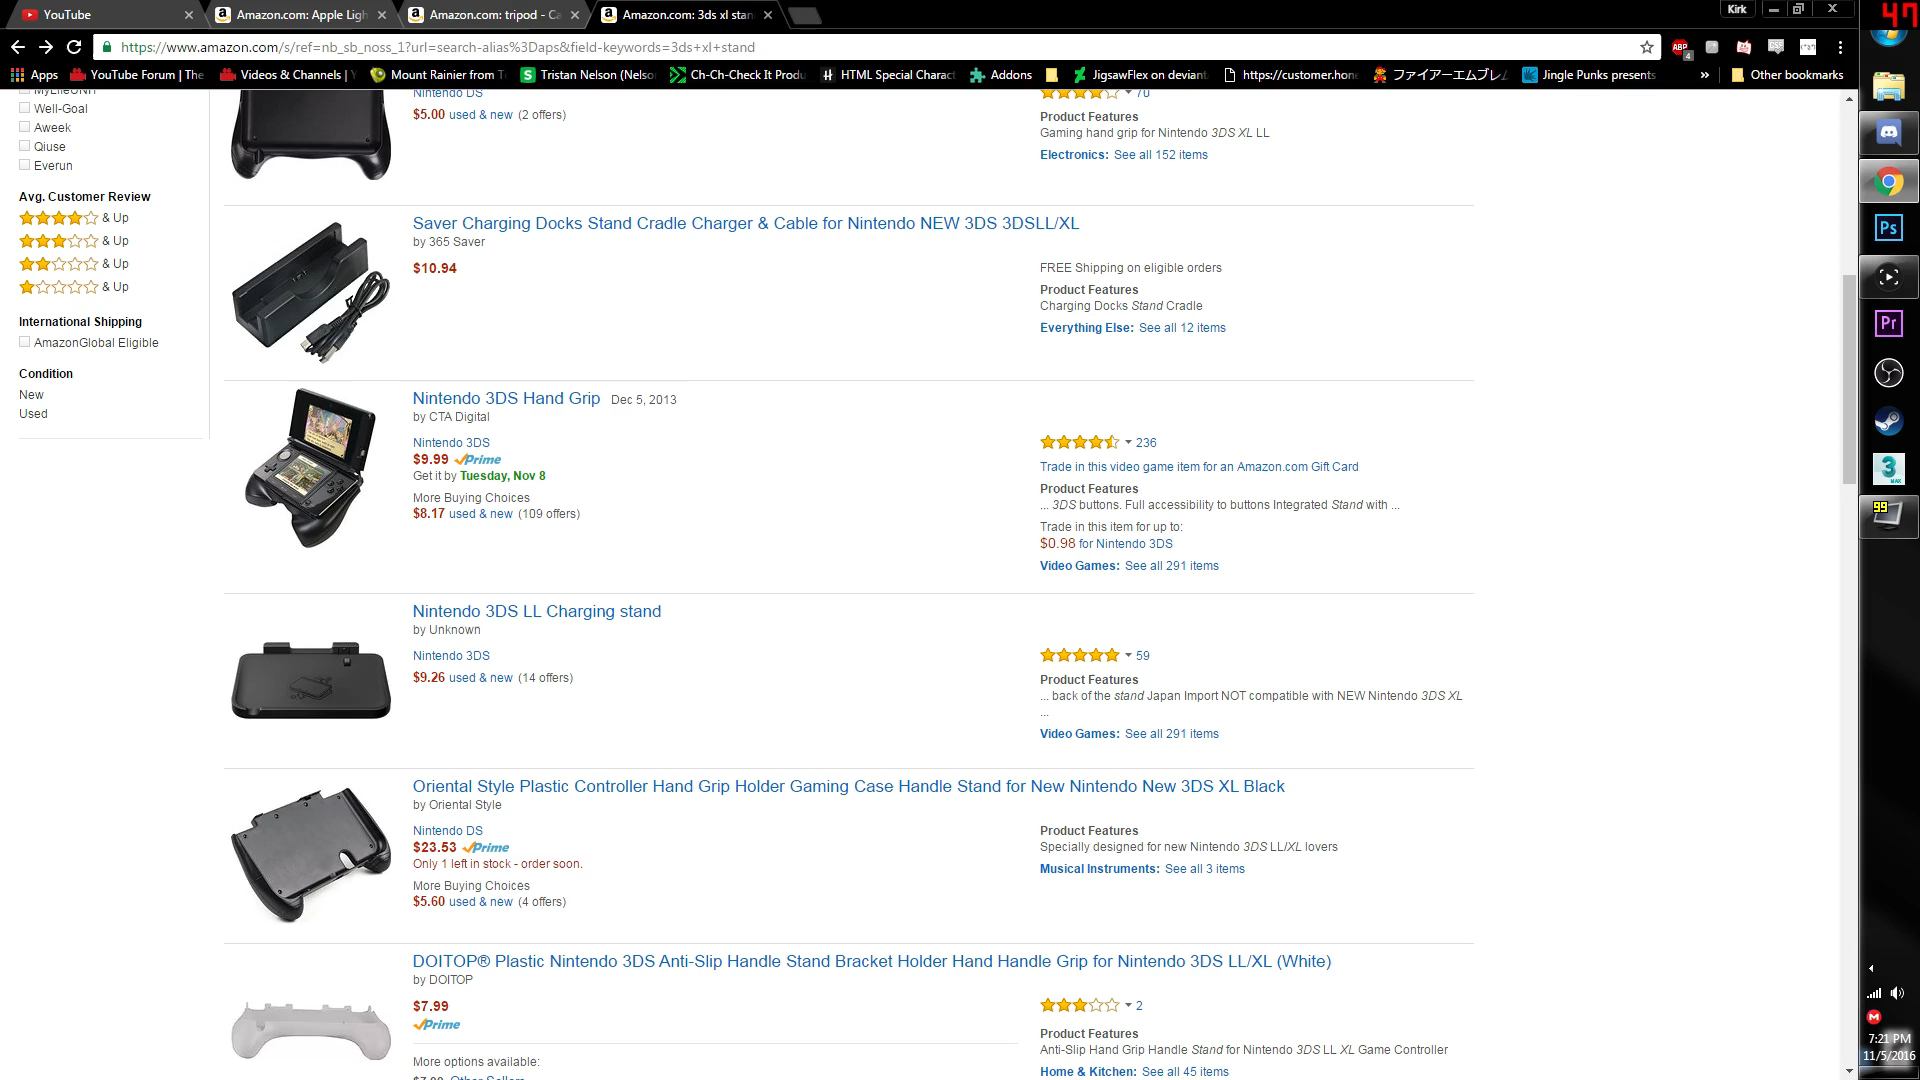 YouTube
Amazon.com: Apple Ligh
Amazon.com: tripod - Ca
Amazon.com: 3ds xl stan
Kirk
47
https://www.amazon.com/s/ref=nb_sb_noss_1?url=search-alias%3Daps&field-keywords=3ds+xl+stand
ABP
4
CSS
Apps
YouTube Forum | The
Videos & Channels | Y
Mount Rainier from T
Tristan Nelson (Nelso
Ch-Ch-Check It Produ
HTML Special Charact
Addons
JigsawFlex on deviant
https://customer.hone
ファイアーエムブレム
Jingle Punks presents
»
Other bookmarks
MyLifeUNIT
Well-Goal
Aweek
Qiuse
Everun
Avg. Customer Review
& Up
& Up
& Up
& Up
International Shipping
AmazonGlobal Eligible
Condition
New
Used
Nintendo DS
$5.00 used & new (2 offers)
70
Product Features
Gaming hand grip for Nintendo 3DS XL LL
Electronics: See all 152 items
Saver Charging Docks Stand Cradle Charger & Cable for Nintendo NEW 3DS 3DSLL/XL
by 365 Saver
$10.94
FREE Shipping on eligible orders
Product Features
Charging Docks Stand Cradle
Everything Else: See all 12 items
Nintendo 3DS Hand Grip Dec 5, 2013
by CTA Digital
Nintendo 3DS
$9.99 Prime
Get it by Tuesday, Nov 8
More Buying Choices
$8.17 used & new (109 offers)
236
Trade in this video game item for an Amazon.com Gift Card
Product Features
... 3DS buttons. Full accessibility to buttons Integrated Stand with ...
Trade in this item for up to:
$0.98 for Nintendo 3DS
Video Games: See all 291 items
Nintendo 3DS LL Charging stand
by Unknown
Nintendo 3DS
$9.26 used & new (14 offers)
59
Product Features
... back of the stand Japan Import NOT compatible with NEW Nintendo 3DS XL
...
Video Games: See all 291 items
Oriental Style Plastic Controller Hand Grip Holder Gaming Case Handle Stand for New Nintendo New 3DS XL Black
by Oriental Style
Nintendo DS
$23.53 Prime
Only 1 left in stock - order soon.
More Buying Choices
$5.60 used & new (4 offers)
Product Features
Specially designed for new Nintendo 3DS LL/XL lovers
Musical Instruments: See all 3 items
DOITOP® Plastic Nintendo 3DS Anti-Slip Handle Stand Bracket Holder Hand Handle Grip for Nintendo 3DS LL/XL (White)
by DOITOP
$7.99
Prime
More options available:
$7.99 Other Sellers
2
Product Features
Anti-Slip Hand Grip Handle Stand for Nintendo 3DS LL XL Game Controller
Home & Kitchen: See all 45 items
Ps
Pr
3
MAX
99
M
7:21 PM
11/5/2016